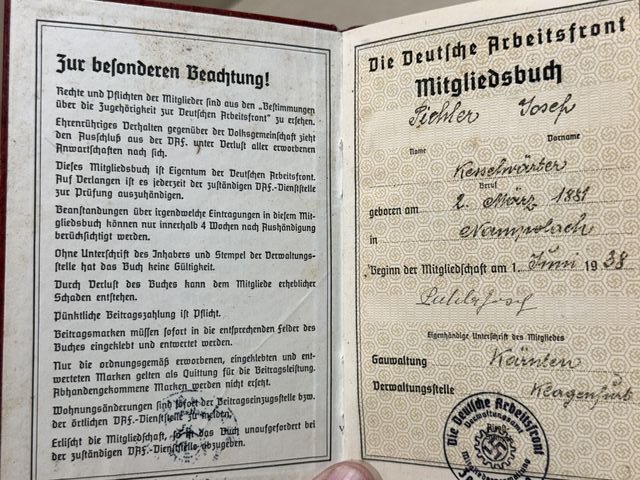 Zur besonderen Beachtung!
Rechte und Pflichten der Mitglieder sind aus den „Bestimmungen
über die Zugehörigkeit zur Deutschen Arbeitsfront" zu ersehen.
Ehrenrühriges Verhalten gegenüber der Volksgemeinschaft zieht
den Ausschluß aus der DAF. unter Verlust aller erworbenen
Anwartschaften nach sich.
Dieses Mitgliedsbuch ist Eigentum der Deutschen Arbeitsfront.
Auf Verlangen ist es jederzeit der zuständigen DAF.-Dienststelle
zur Prüfung auszuhändigen.
Beanstandungen über irgendwelche Eintragungen in diesem Mit-
gliedsbuch können nur innerhalb 4 Wochen nach Aushändigung
berücksichtigt werden.
Ohne Unterschrift des Inhabers und Stempel der Verwaltungs-
stelle hat das Buch keine Gültigkeit.
Durch Verlust des Buches kann dem Mitgliede erheblicher
Schaden entstehen.
Pünktliche Beitragszahlung ist Pflicht.
Beitragsmarken müssen sofort in die entsprechenden Felder des
Buches eingeklebt und entwertet werden.
Nur die ordnungsgemäß erworbenen, eingeklebten und ent-
werteten Marken gelten als Quittung für die Beitragsleistung.
Abhandengekommene Marken werden nicht ersetzt.
Wohnungsänderungen sind sofort der Beitragseinzugsstelle bzw.
der örtlichen DAF.-Dienststelle zu melden.
Erlischt die Mitgliedschaft, so ist das Buch unaufgefordert bei
der zuständigen DAF.-Dienststelle abzugeben.
Die Deutsche Arbeitsfront
Mitgliedsbuch
Pichler Josef
Name Vorname
Kesselwärter
Beruf
geboren am 2. März 1881
in Nampolach
Beginn der Mitgliedschaft am 1. Juni 1938
Pichler Josef
Eigenhändige Unterschrift des Mitgliedes
Gauwaltung Kärnten
Verwaltungsstelle Klagenfurt
Die Deutsche Arbeitsfront